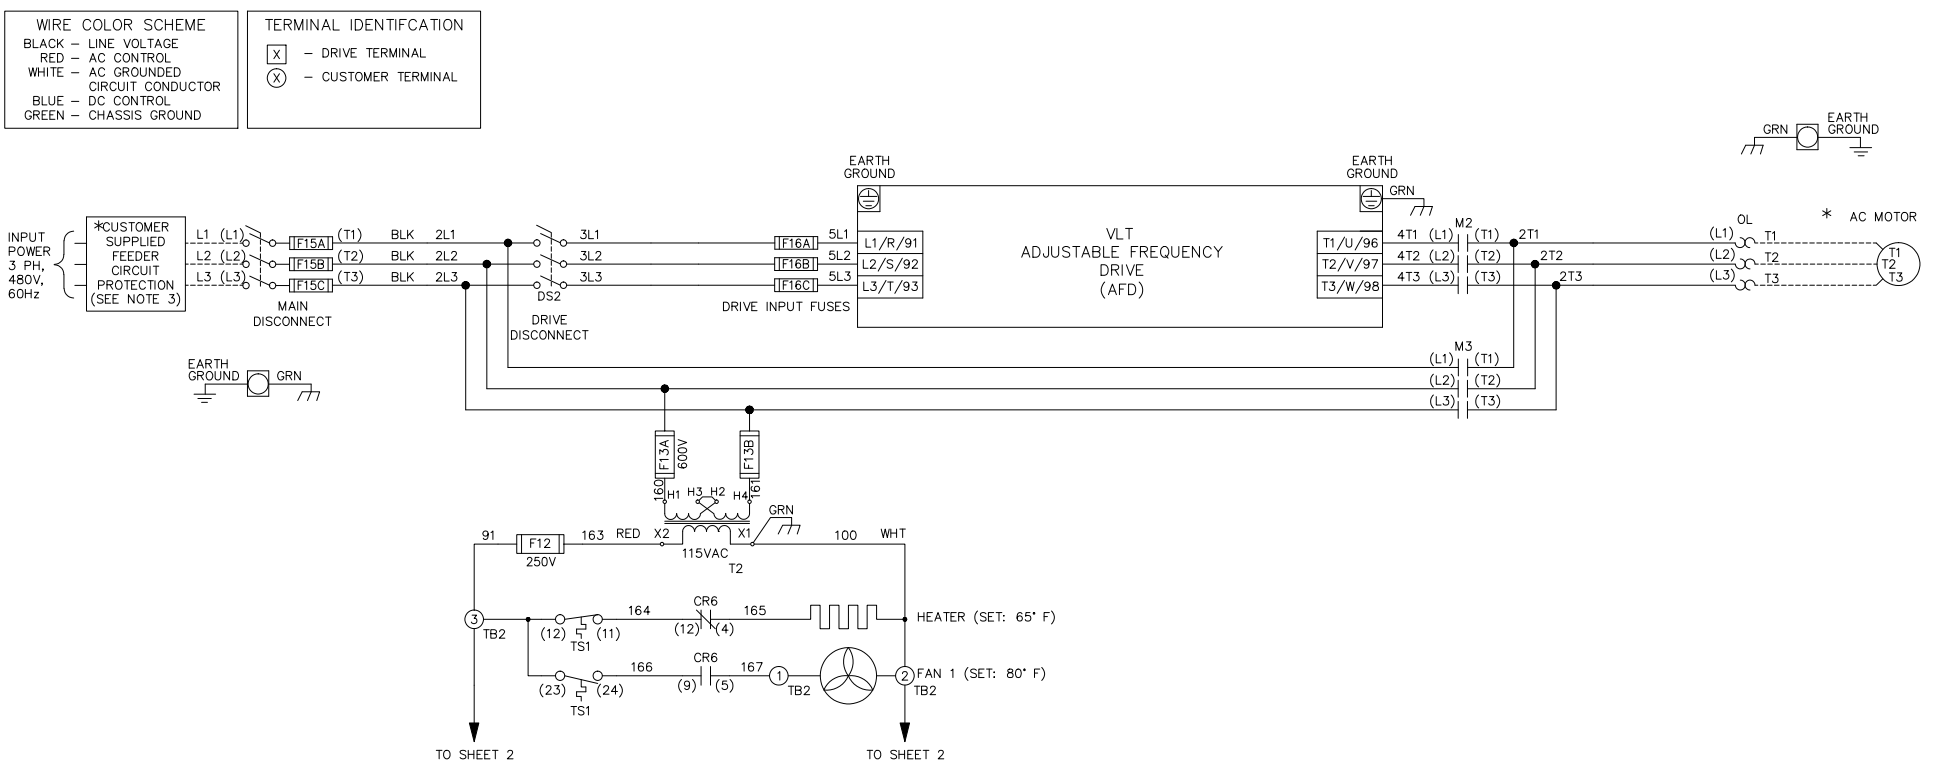 WIRE COLOR SCHEME
BLACK – LINE VOLTAGE
RED – AC CONTROL
WHITE – AC GROUNDED
CIRCUIT CONDUCTOR
BLUE – DC CONTROL
GREEN – CHASSIS GROUND
TERMINAL IDENTIFCATION
X – DRIVE TERMINAL
X – CUSTOMER TERMINAL
GRN
EARTH
GROUND
INPUT
POWER
3 PH,
480V,
60Hz
*CUSTOMER
SUPPLIED
FEEDER
CIRCUIT
PROTECTION
(SEE NOTE 3)
L1 (L1) F15A (T1) BLK 2L1
L2 (L2) F15B (T2) BLK 2L2
L3 (L3) F15C (T3) BLK 2L3
MAIN
DISCONNECT
3L1
3L2
3L3
DS2
DRIVE
DISCONNECT
F16A 5L1
F16B 5L2
F16C 5L3
DRIVE INPUT FUSES
EARTH
GROUND
L1/R/91
L2/S/92
L3/T/93
VLT
ADJUSTABLE FREQUENCY
DRIVE
(AFD)
EARTH
GROUND
GRN
T1/U/96
T2/V/97
T3/W/98
M2
4T1 (L1) (T1) 2T1
4T2 (L2) (T2) 2T2
4T3 (L3) (T3) 2T3
OL
(L1) T1
(L2) T2
(L3) T3
* AC MOTOR
T1
T2
T3
M3
(L1) (T1)
(L2) (T2)
(L3) (T3)
EARTH
GROUND
GRN
F13A
600V
F13B
160
161
H1 H3 H2 H4
GRN
91 F12 163 RED X2 X1 100 WHT
250V
115VAC
T2
3
TB2
164 CR6 165
(12) (11) (12) (4)
TS1
HEATER (SET: 65° F)
166 CR6 167 1 2 FAN 1 (SET: 80° F)
(23) (24) (9) (5) TB2 TB2
TS1
TO SHEET 2
TO SHEET 2